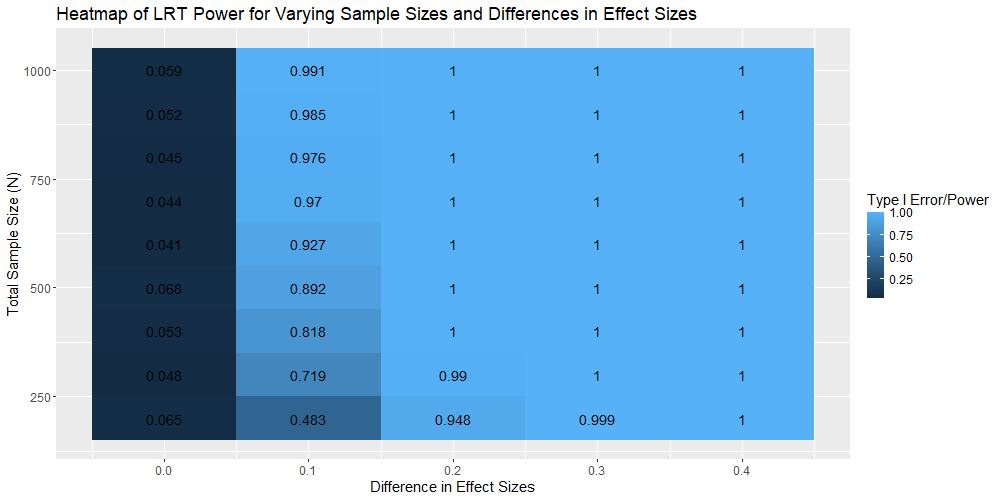 Heatmap of LRT Power for Varying Sample Sizes and Differences in Effect Sizes
Total Sample Size (N)
1000
750
500
250
0.059 0.991 1 1 1
0.052 0.985 1 1 1
0.045 0.976 1 1 1
0.044 0.97 1 1 1
0.041 0.927 1 1 1
0.068 0.892 1 1 1
0.053 0.818 1 1 1
0.048 0.719 0.99 1 1
0.065 0.483 0.948 0.999 1
0.0 0.1 0.2 0.3 0.4
Difference in Effect Sizes
Type I Error/Power
1.00
0.75
0.50
0.25